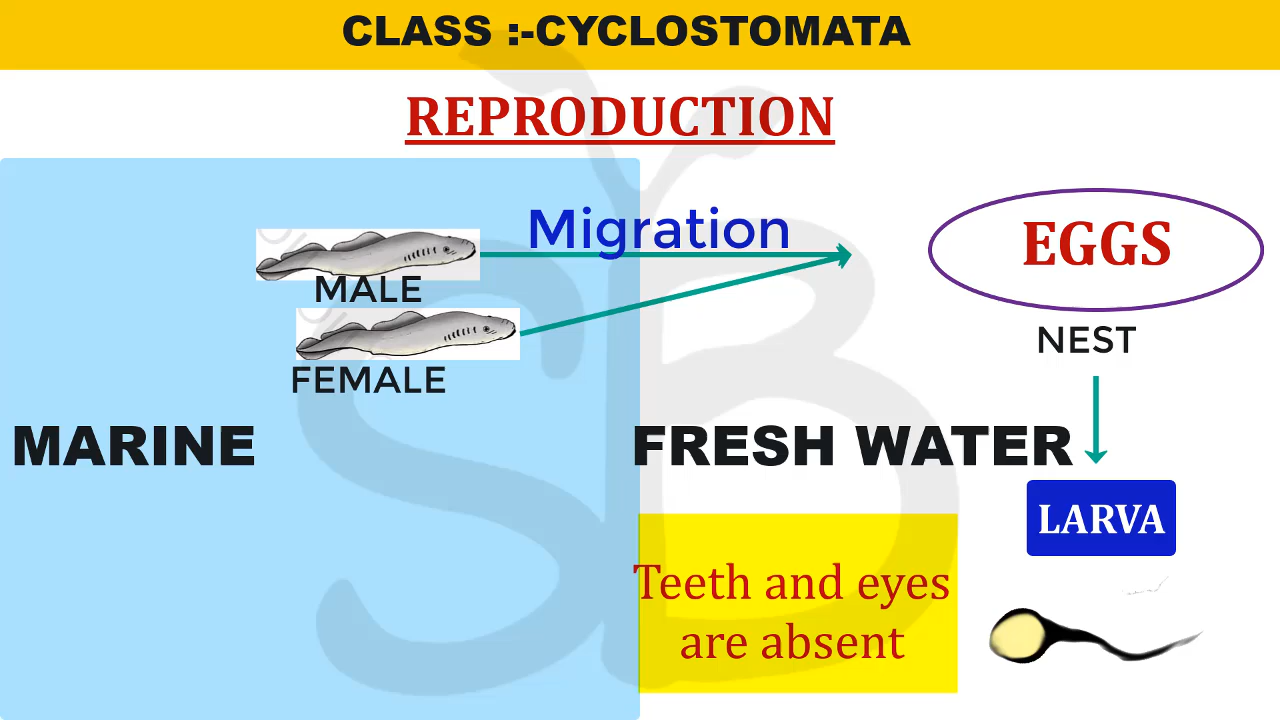 CLASS :-CYCLOSTOMATA
REPRODUCTION
Migration
MALE
FEMALE
EGGS
NEST
MARINE
FRESH WATER
LARVA
Teeth and eyes
are absent